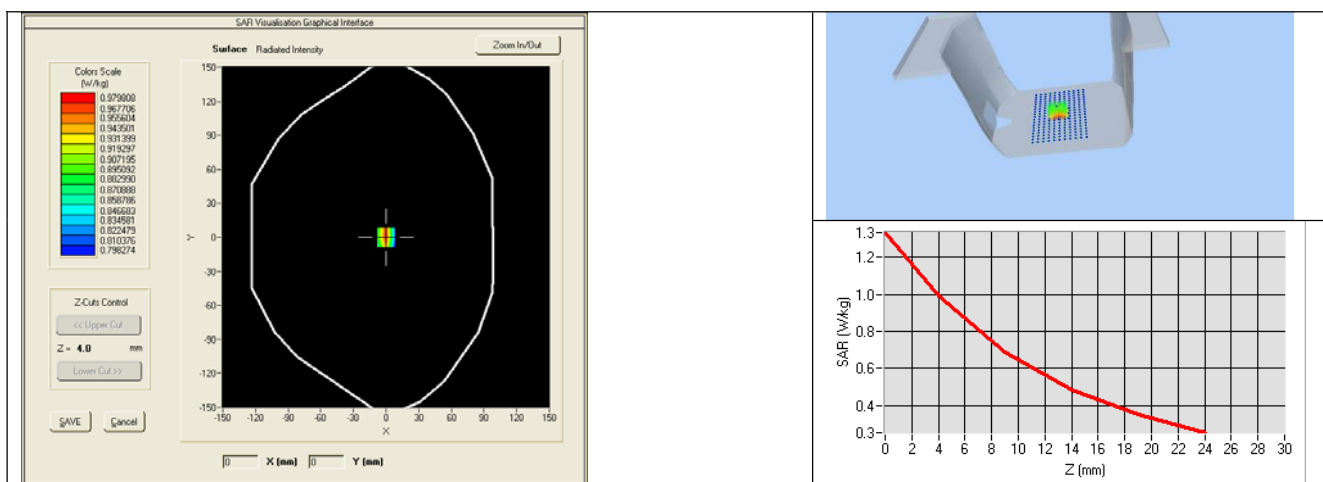 SAR Visualisation Graphical Interface
Surface Radiated Intensity
Zoom In/Out
Colors Scale
(W/kg)
0.979808
0.967706
0.955604
0.943501
0.931399
0.919297
0.907195
0.895092
0.882990
0.870888
0.858786
0.846683
0.834581
0.822479
0.810376
0.798274
Z-Cuts Control
<< Upper Cut
Z = 4.0 mm
Lower Cut >>
SAVE Cancel
150-
120-
90-
60-
30-
0-
-30-
-60-
-90-
-120-
-150-
Y
-150 -120 -90 -60 -30 0 30 60 90 120 150
X
0 X (mm) 0 Y (mm)
1.3-
1.2-
1.0-
0.8-
0.6-
0.4-
0.3-
SAR (W/kg)
0 2 4 6 8 10 12 14 16 18 20 22 24 26 28 30
Z (mm)